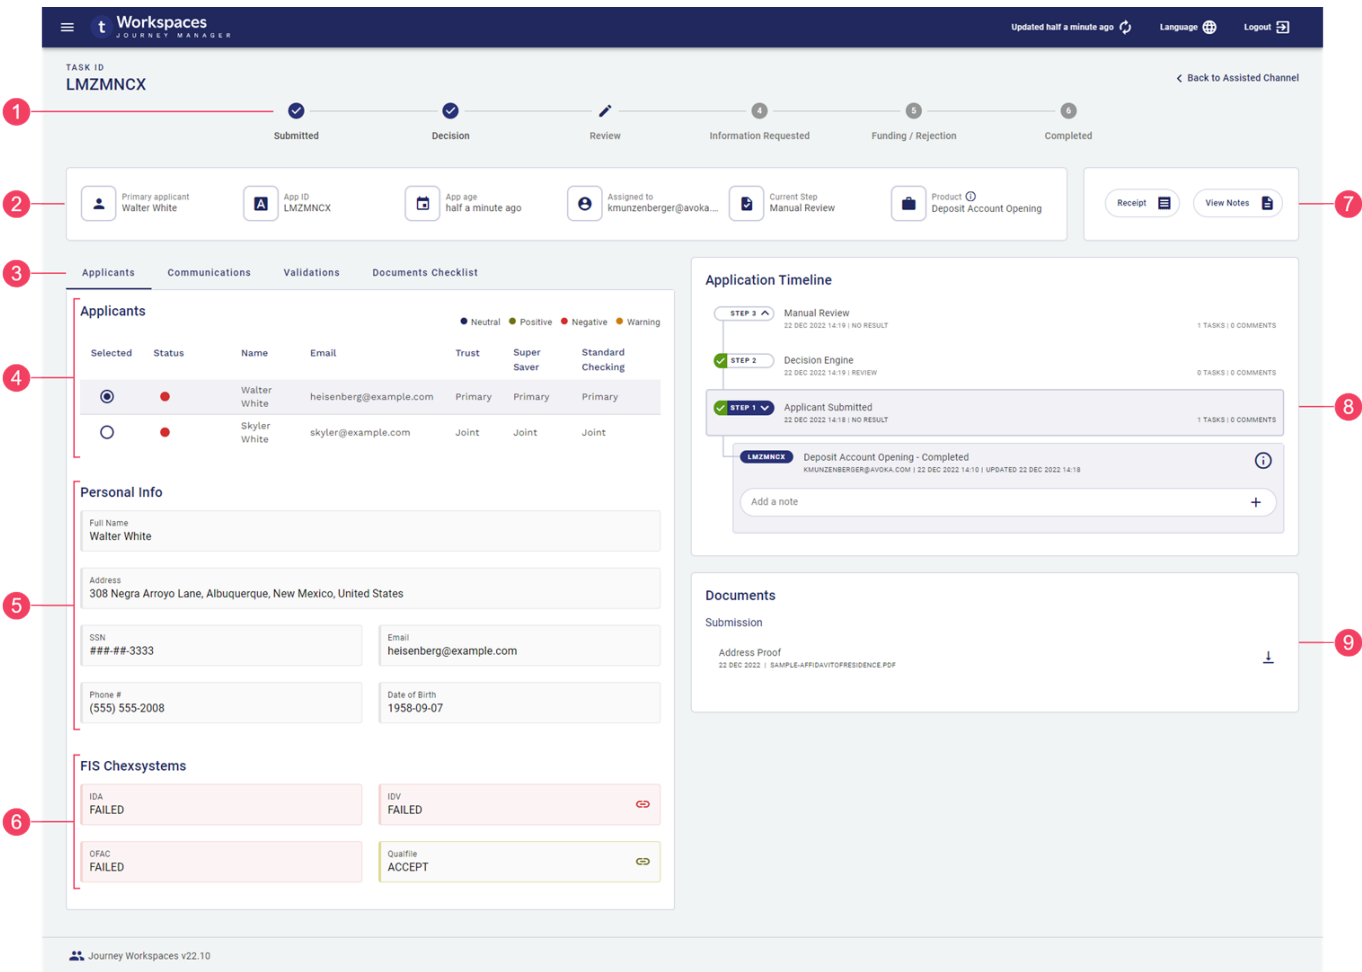 Workspaces
JOURNEY MANAGER
Updated half a minute ago
Language
Logout
TASK ID
LMZMNCX
Back to Assisted Channel
1
4
5
6
Submitted
Decision
Review
Information Requested
Funding / Rejection
Completed
2
Primary applicant
Walter White
App ID
LMZMNCX
App age
half a minute ago
Assigned to
kmunzenberger@avoka...
Current Step
Manual Review
Product
Deposit Account Opening
Receipt
View Notes
7
3
Applicants
Communications
Validations
Documents Checklist
4
Applicants
Neutral
Positive
Negative
Warning
Selected Status Name Email Trust Super Saver Standard Checking
Walter White heisenberg@example.com Primary Primary Primary
Skyler White skyler@example.com Joint Joint Joint
5
Personal Info
Full Name
Walter White
Address
308 Negra Arroyo Lane, Albuquerque, New Mexico, United States
SSN
###-##-3333
Email
heisenberg@example.com
Phone #
(555) 555-2008
Date of Birth
1958-09-07
6
FIS Chexsystems
IDA
FAILED
IDV
FAILED
OFAC
FAILED
Qualfile
ACCEPT
Application Timeline
STEP 3
Manual Review
22 DEC 2022 14:19 | NO RESULT
1 TASKS | 0 COMMENTS
STEP 2
Decision Engine
22 DEC 2022 14:19 | REVIEW
0 TASKS | 0 COMMENTS
8
STEP 1
Applicant Submitted
22 DEC 2022 14:18 | NO RESULT
1 TASKS | 0 COMMENTS
LMZMNCX
Deposit Account Opening - Completed
KMUNZENBERGER@AVOKA.COM | 22 DEC 2022 14:10 | UPDATED 22 DEC 2022 14:18
Add a note
Documents
Submission
9
Address Proof
22 DEC 2022 | SAMPLE-AFFIDAVITOFRESIDENCE.PDF
Journey Workspaces v22.10